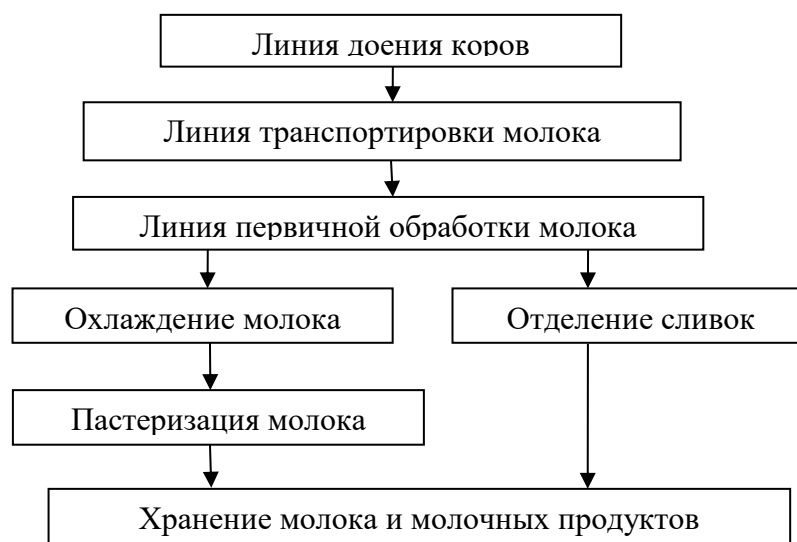 Линия доения коров
Линия транспортировки молока
Линия первичной обработки молока
Охлаждение молока
Отделение сливок
Пастеризация молока
Хранение молока и молочных продуктов